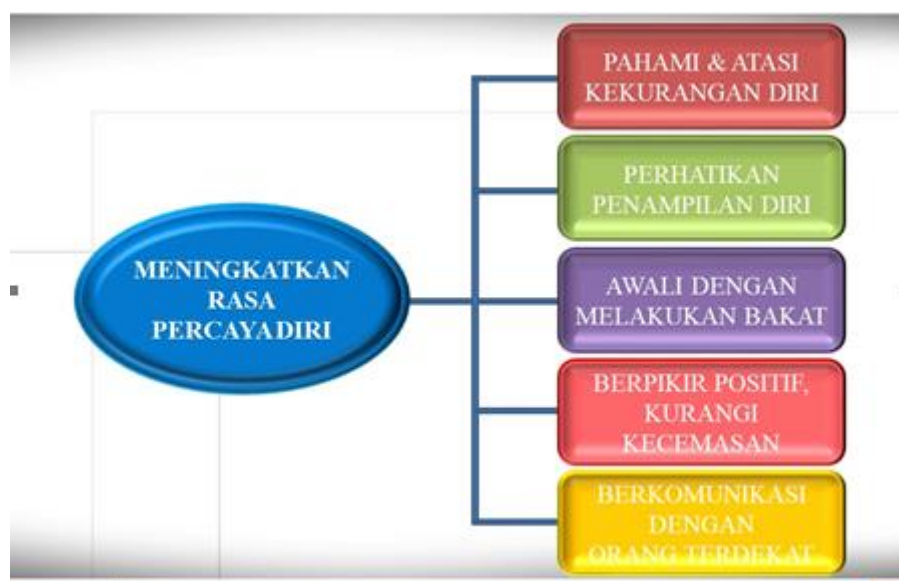 MENINGKATKAN
RASA
PERCAYADIRI
PAHAMI & ATASI
KEKURANGAN DIRI
PERHATIKAN
PENAMPILAN DIRI
AWALI DENGAN
MELAKUKAN BAKAT
BERPIKIR POSITIF,
KURANGI
KECEMASAN
BERKOMUNIKASI
DENGAN
ORANG TERDEKAT